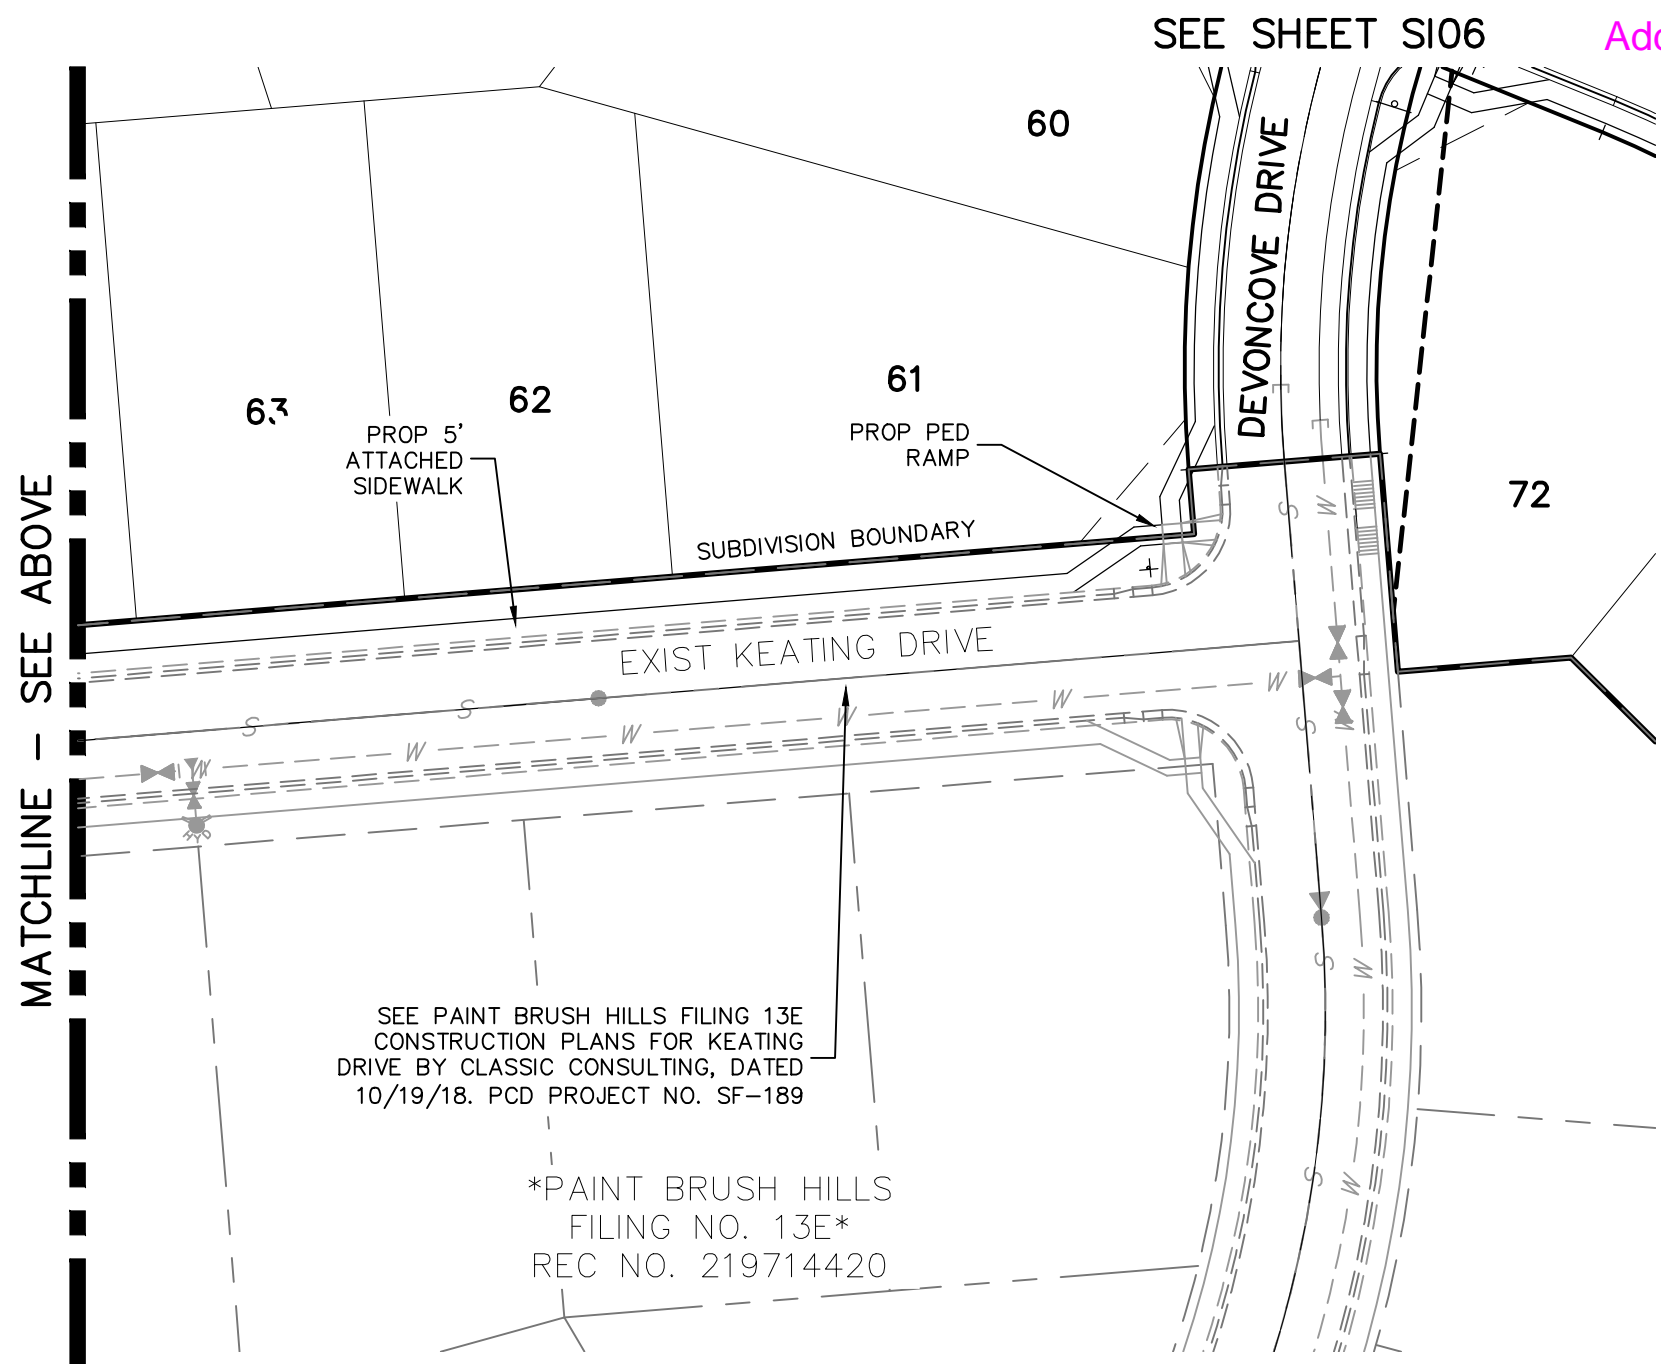 SEE SHEET SI06
60
DEVONCOVE DRIVE
63
62
61
72
PROP 5'
ATTACHED
SIDEWALK
PROP PED
RAMP
SUBDIVISION BOUNDARY
MATCHLINE - SEE ABOVE
EXIST KEATING DRIVE
S
S
W
W
W
W
W
W
S
W
S
W
S
W
S
W
HYD
SEE PAINT BRUSH HILLS FILING 13E
CONSTRUCTION PLANS FOR KEATING
DRIVE BY CLASSIC CONSULTING, DATED
10/19/18. PCD PROJECT NO. SF-189
*PAINT BRUSH HILLS
FILING NO. 13E*
REC NO. 219714420